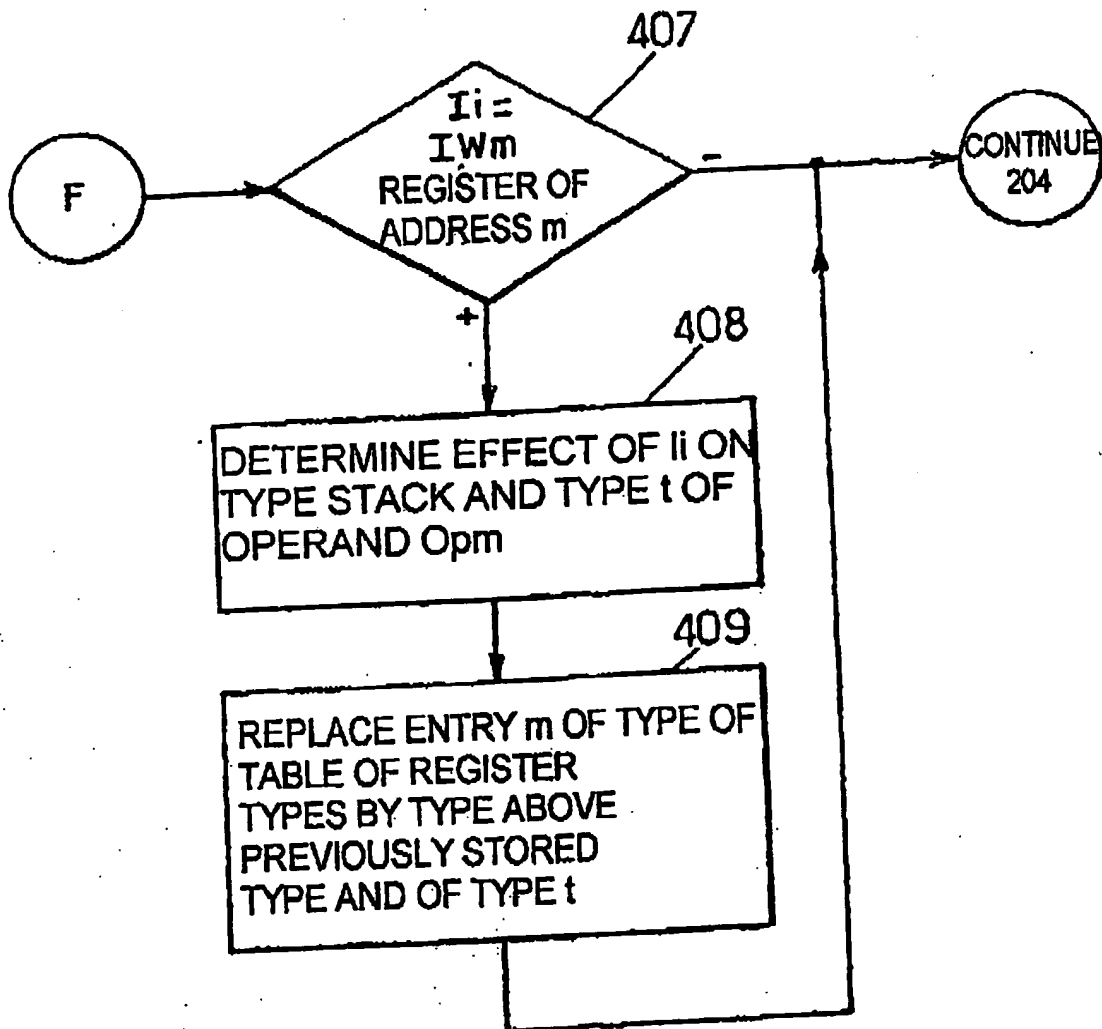 407
F
Ii =
I,Wm
REGISTER OF
ADDRESS m
-
+
CONTINUE
204
408
DETERMINE EFFECT OF Ii ON
TYPE STACK AND TYPE t OF
OPERAND Opm
409
REPLACE ENTRY m OF TYPE OF
TABLE OF REGISTER
TYPES BY TYPE ABOVE
PREVIOUSLY STORED
TYPE AND OF TYPE t